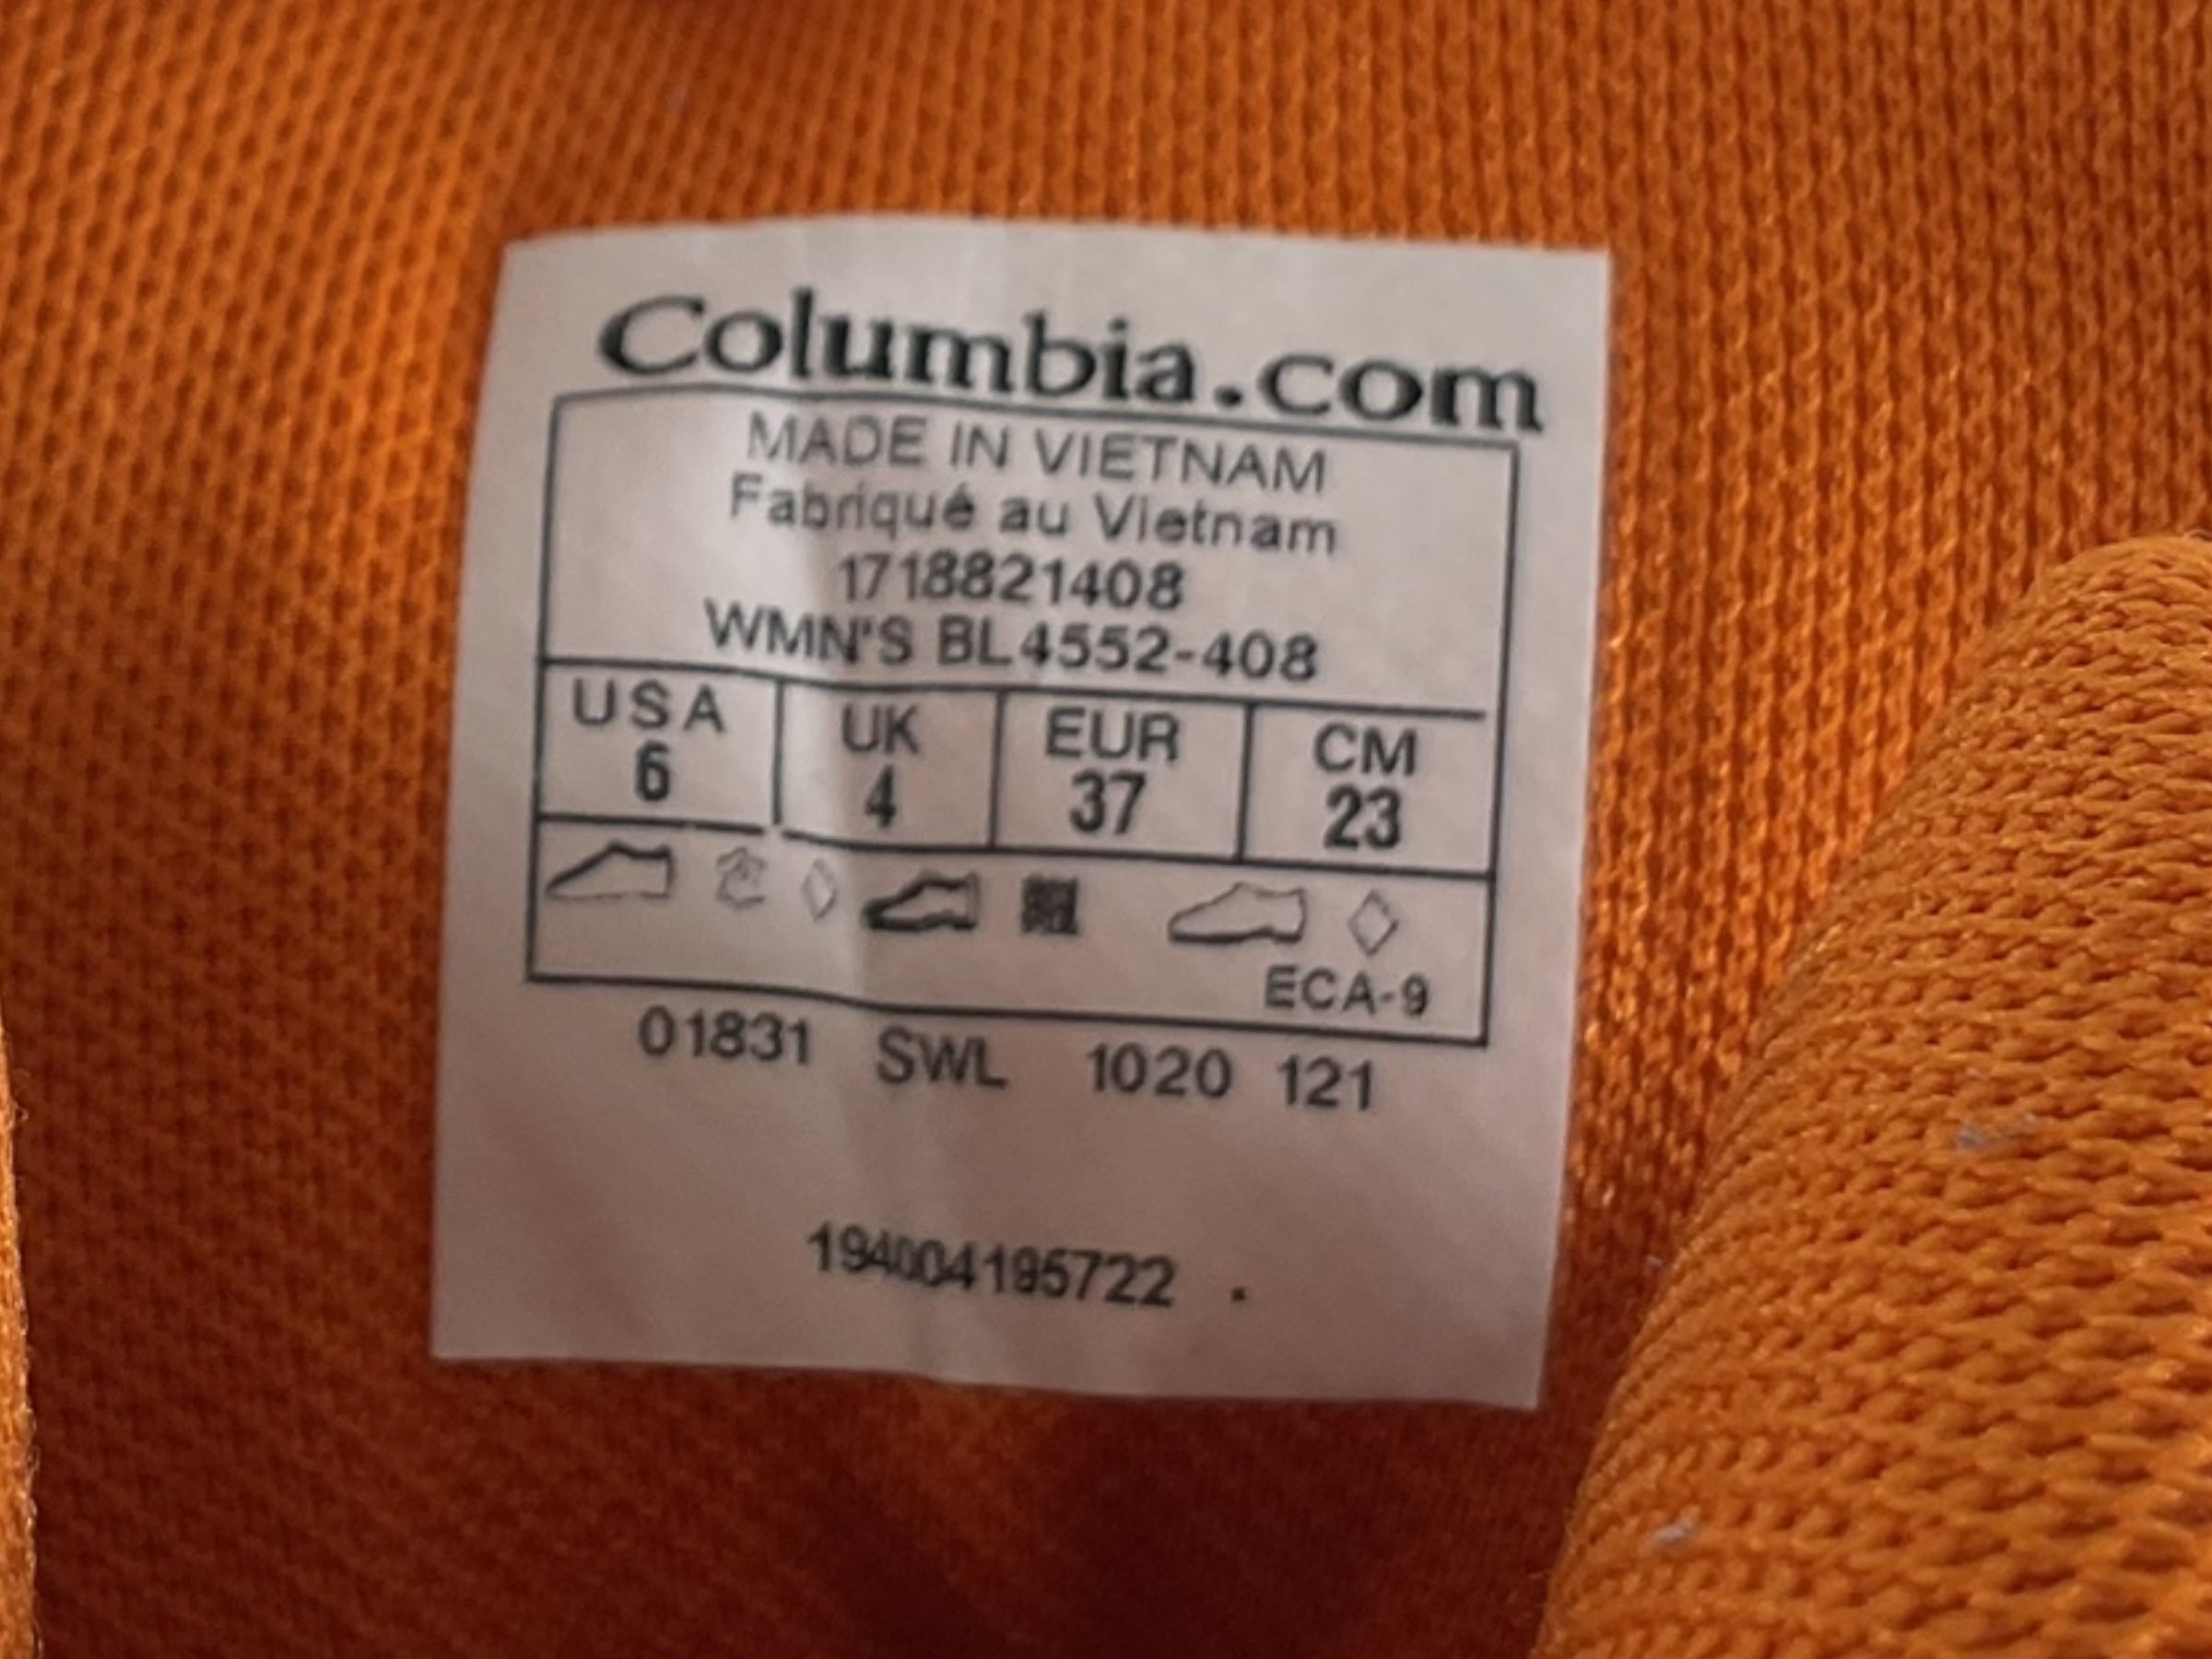 Columbia.com
MADE IN VIETNAM
Fabriqué au Vietnam
1718821408
WMN'S BL4552-408
USA UK EUR CM
6 4 37 23
ECA-9
01831 SWL 1020 121
194004195722 .